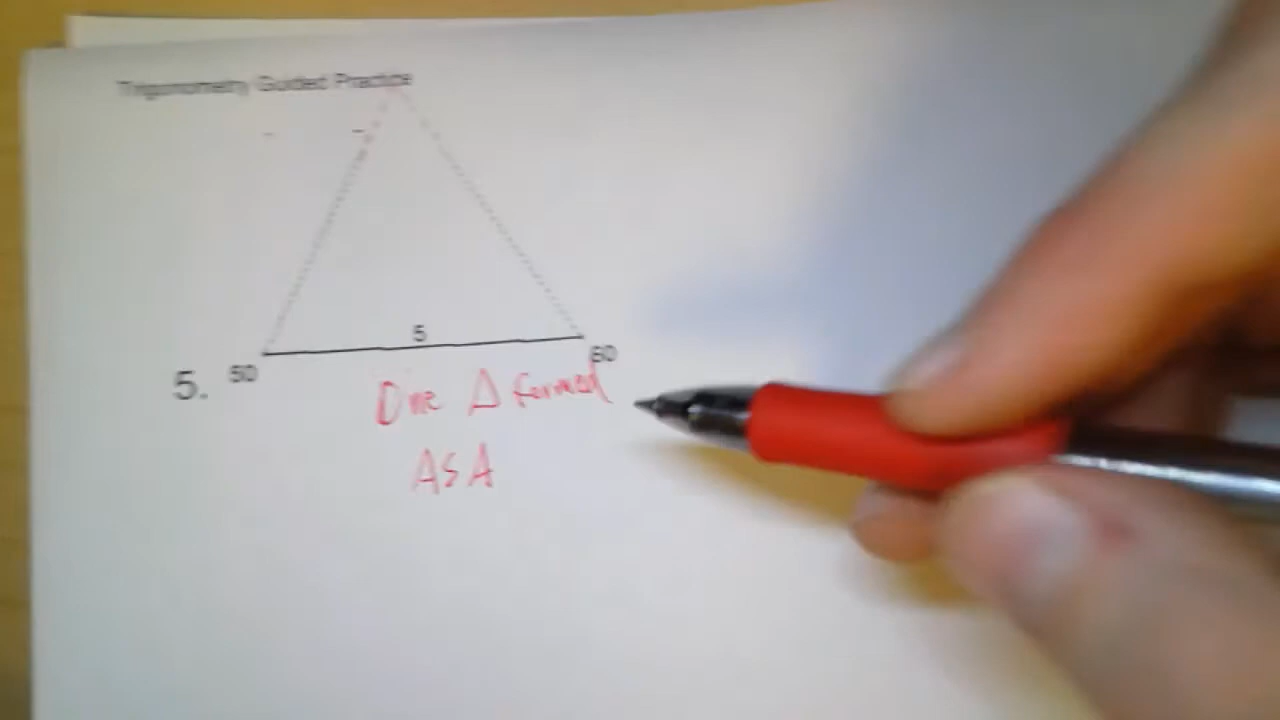 Trigonometry Guided Practice
5
5. 50 60
One Δ formed
ASA